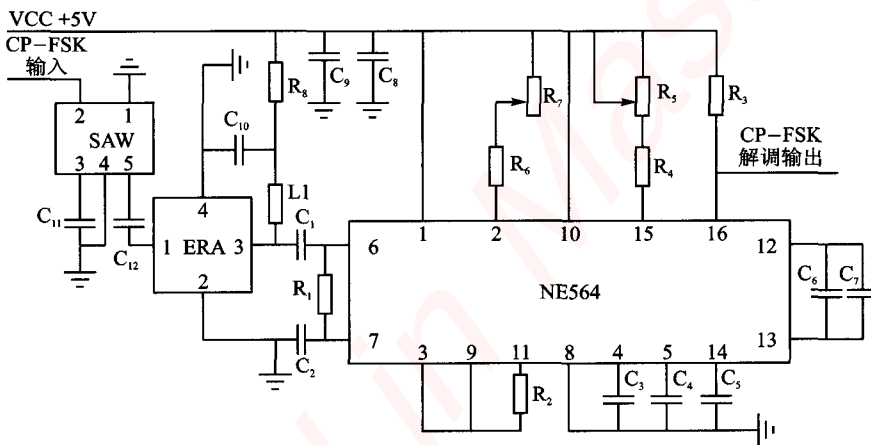 VCC +5V
CP-FSK
输入
2 1
SAW
3 4 5
C11
C12
C10
R8
C9
C8
L1
4
1 ERA 3
2
C1
R1
C2
R7
R6
R5
R4
R3
CP-FSK
解调输出
6 1 2 10 15 16 12
NE564
7 3 9 11 8 4 5 14 13
R2
C3
C4
C5
C6
C7